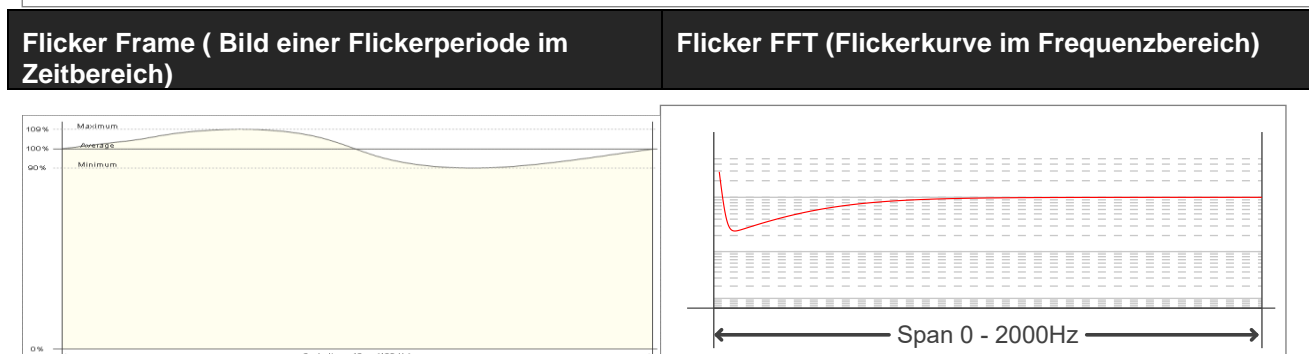 Flicker Frame ( Bild einer Flickerperiode im
Zeitbereich)
Flicker FFT (Flickerkurve im Frequenzbereich)
109%
Maximum
100%
Average
90%
Minimum
0%
Span 0 - 2000Hz